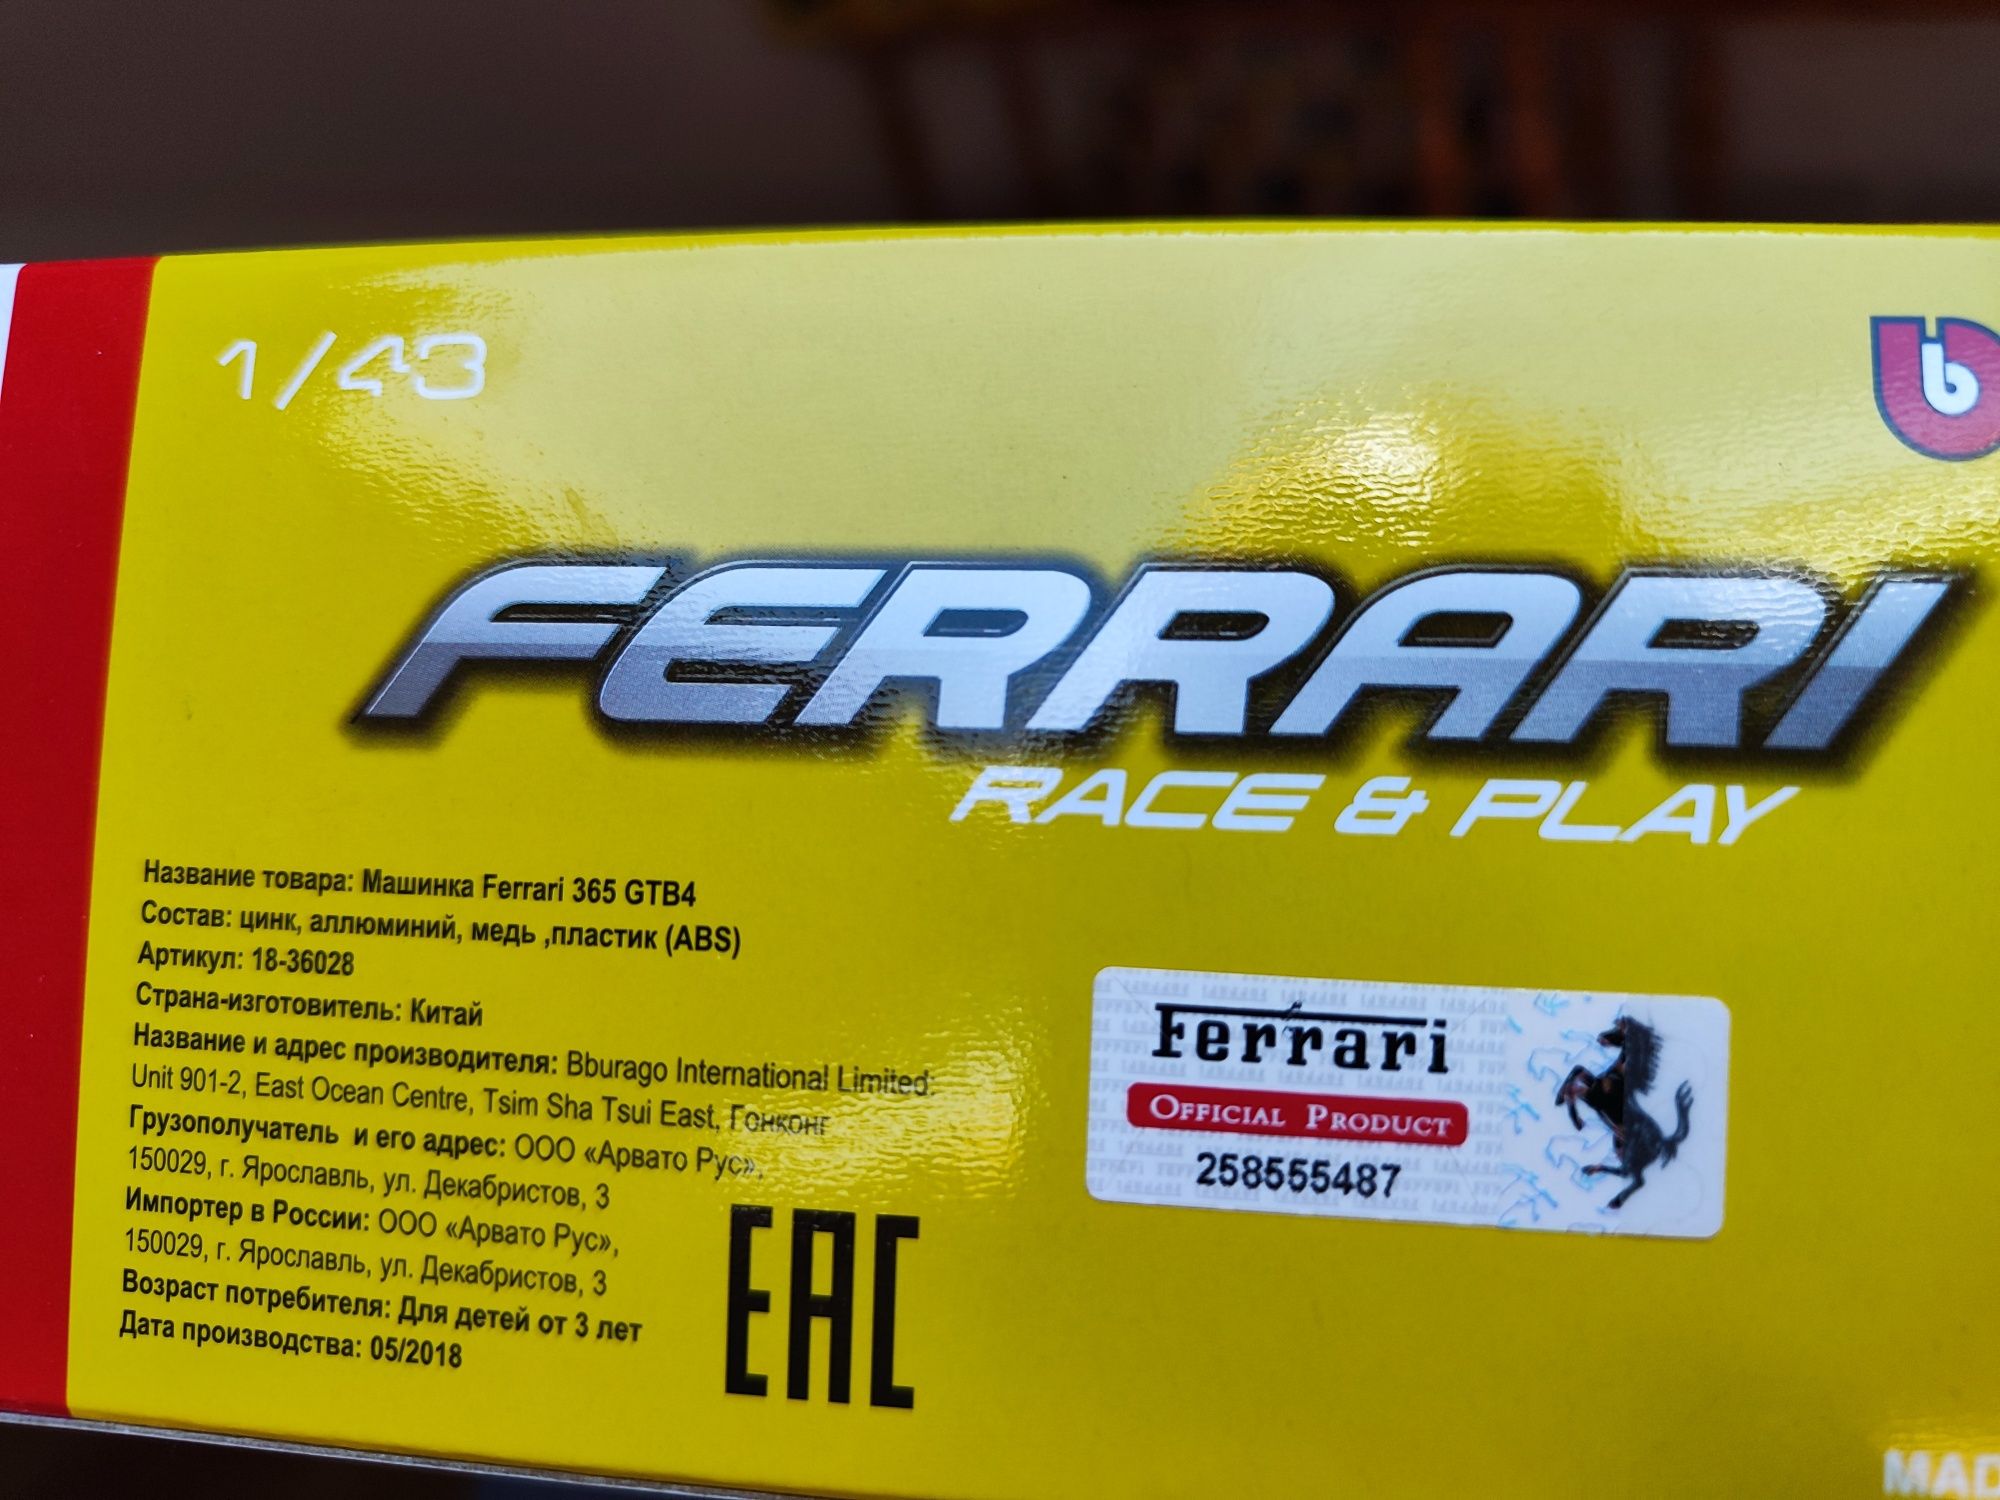 1/43
b
FERRARI
RACE & PLAY
Название товара: Машинка Ferrari 365 GTB4
Состав: цинк, аллюминий, медь ,пластик (ABS)
Артикул: 18-36028
Страна-изготовитель: Китай
Название и адрес производителя: Bburago International Limited.
Unit 901-2, East Ocean Centre, Tsim Sha Tsui East, Гонконг
Грузополучатель и его адрес: ООО «Арвато Рус»,
150029, г. Ярославль, ул. Декабристов, 3
Импортер в России: ООО «Арвато Рус»,
150029, г. Ярославль, ул. Декабристов, 3
Возраст потребителя: Для детей от 3 лет
Дата производства: 05/2018
EAC
Ferrari
OFFICIAL PRODUCT
258555487
MAD